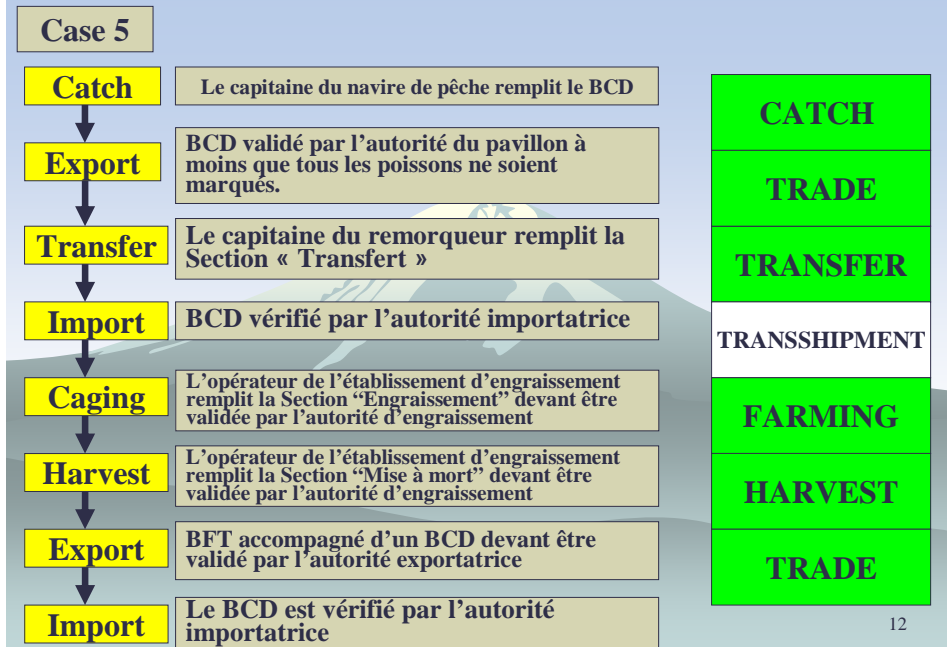 Case 5
Catch
Le capitaine du navire de pêche remplit le BCD
Export
BCD validé par l'autorité du pavillon à
moins que tous les poissons ne soient
marqués.
Transfer
Le capitaine du remorqueur remplit la
Section « Transfert »
Import
BCD vérifié par l'autorité importatrice
Caging
L'opérateur de l'établissement d'engraissement
remplit la Section “Engraissement” devant être
validée par l'autorité d'engraissement
Harvest
L'opérateur de l'établissement d'engraissement
remplit la Section “Mise à mort” devant être
validée par l'autorité d'engraissement
Export
BFT accompagné d'un BCD devant être
validé par l'autorité exportatrice
Import
Le BCD est vérifié par l'autorité
importatrice
CATCH
TRADE
TRANSFER
TRANSSHIPMENT
FARMING
HARVEST
TRADE
12